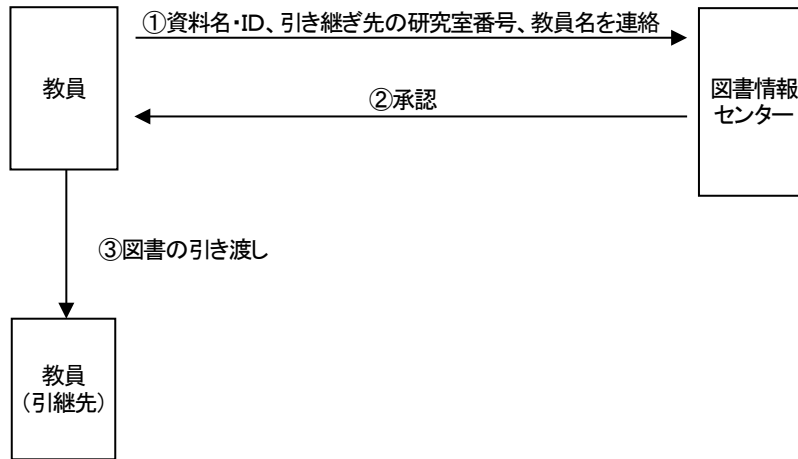 ①資料名・ID、引き継ぎ先の研究室番号、教員名を連絡
教員
図書情報
センター
②承認
③図書の引き渡し
教員
（引継先）